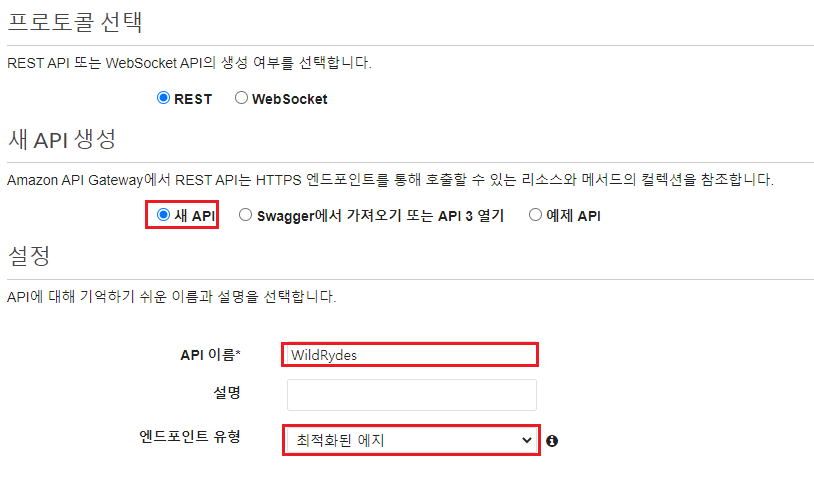 프로토콜 선택
REST API 또는 WebSocket API의 생성 여부를 선택합니다.
REST WebSocket
새 API 생성
Amazon API Gateway에서 REST API는 HTTPS 엔드포인트를 통해 호출할 수 있는 리소스와 메서드의 컬렉션을 참조합니다.
새 API Swagger에서 가져오기 또는 API 3 열기 예제 API
설정
API에 대해 기억하기 쉬운 이름과 설명을 선택합니다.
API 이름* WildRydes
설명
엔드포인트 유형 최적화된 에지